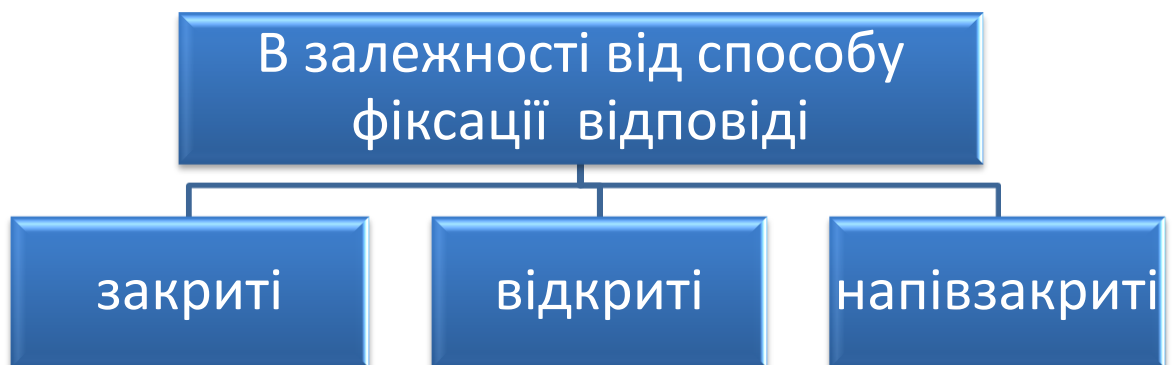 В залежності від способу
фіксації відповіді
закриті
відкриті
напівзакриті